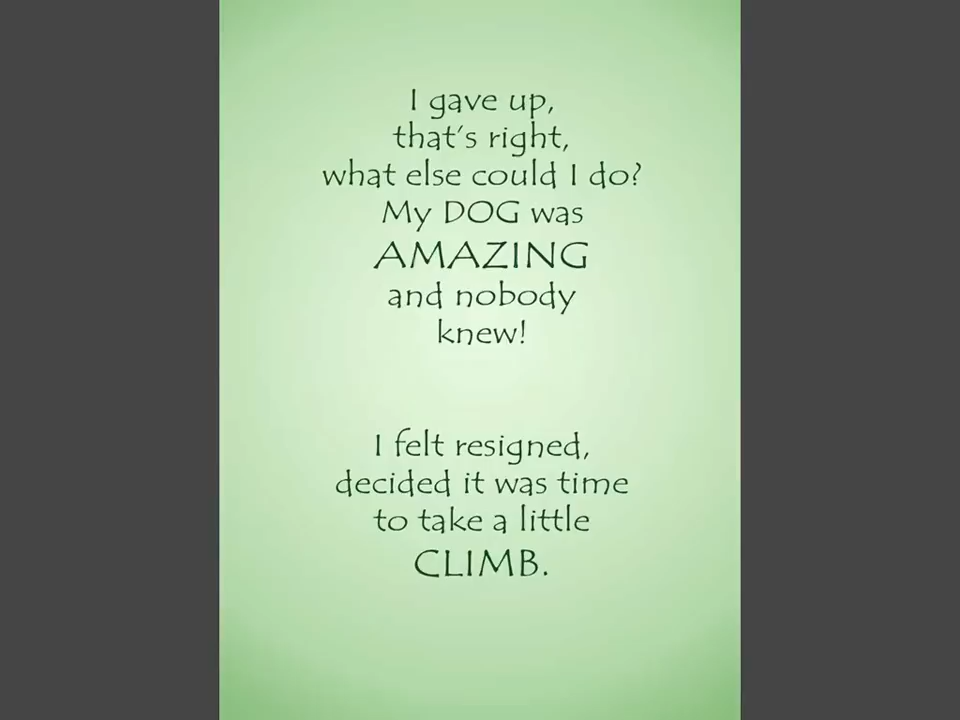 I gave up,
that's right,
what else could I do?
My DOG was
AMAZING
and nobody
knew!
I felt resigned,
decided it was time
to take a little
CLIMB.